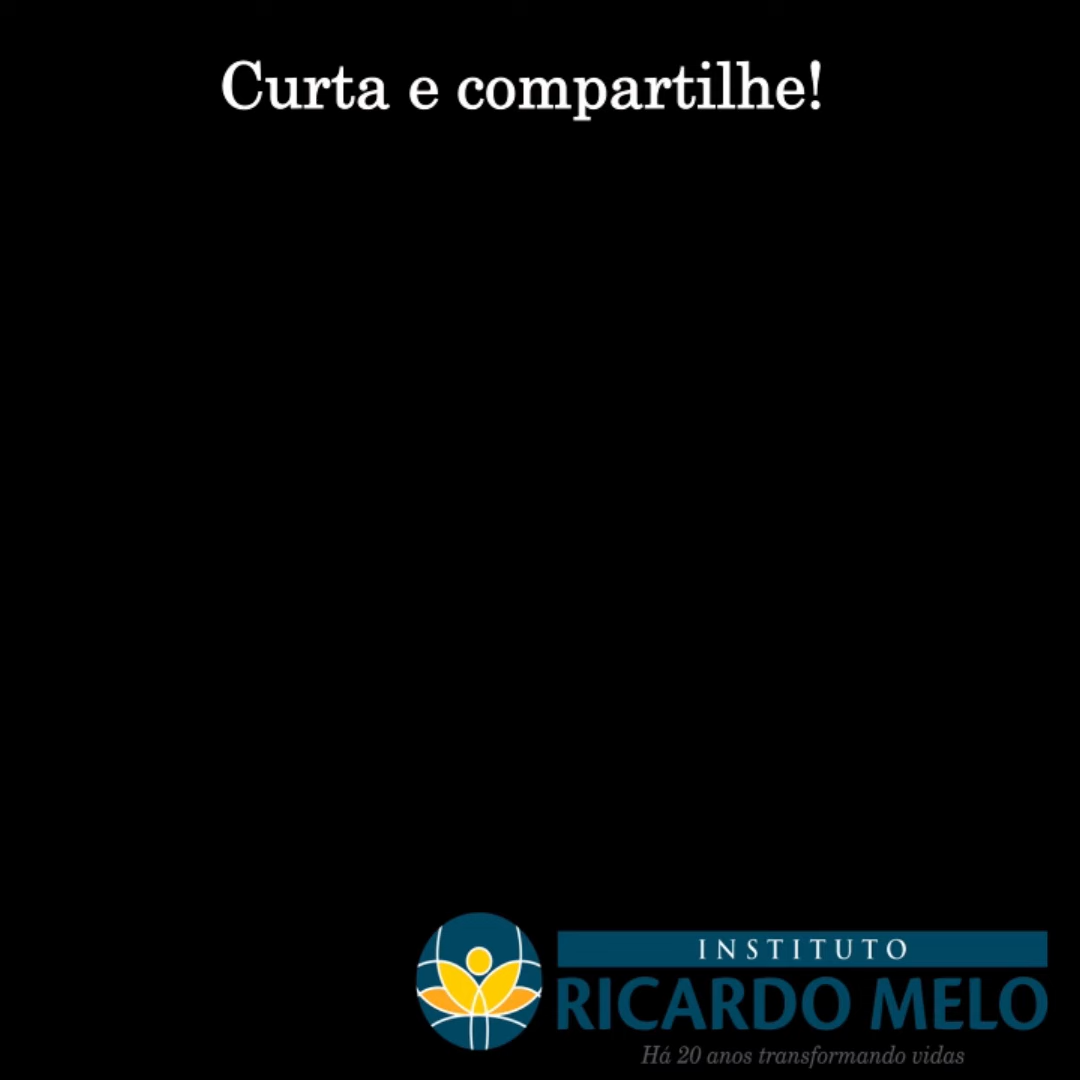 Curta e compartilhe!
INSTITUTO
RICARDO MELO
Há 20 anos transformando vidas